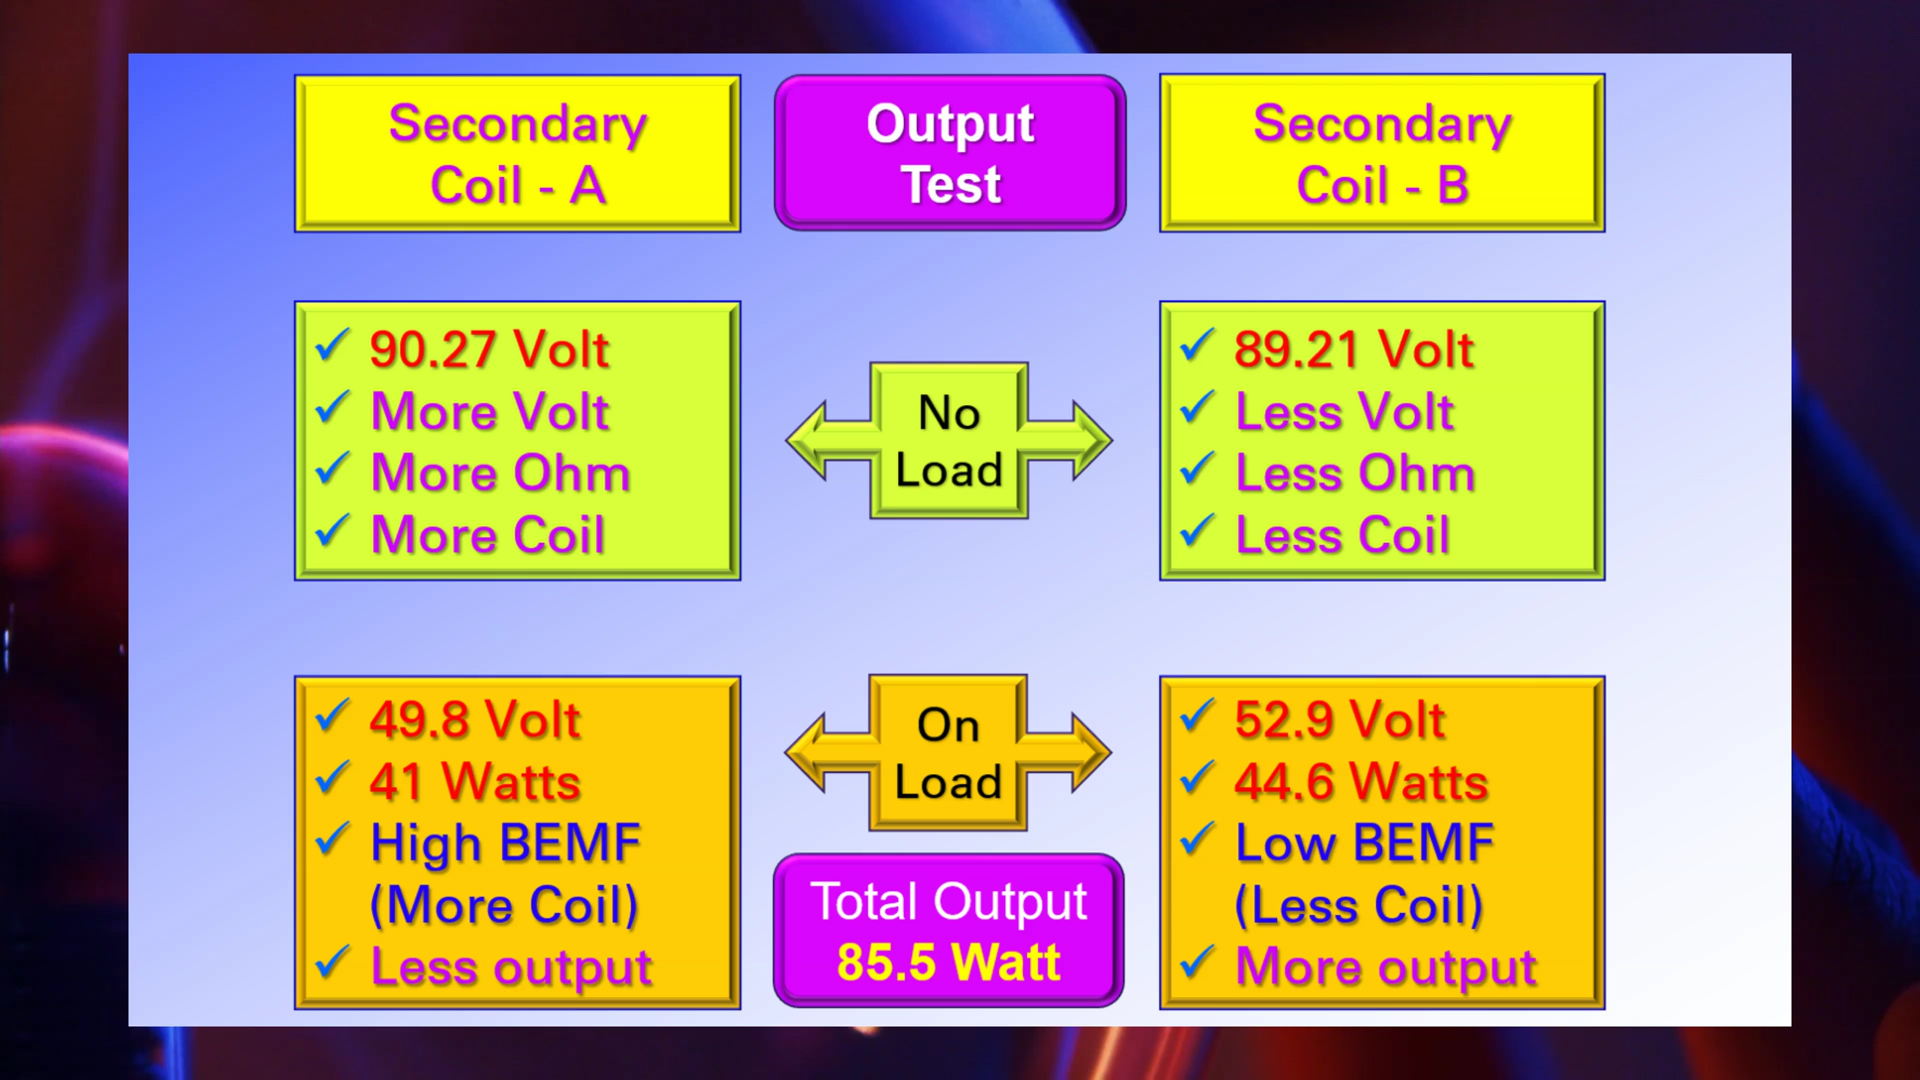 Secondary
Coil - A
Output
Test
Secondary
Coil - B
90.27 Volt
More Volt
More Ohm
More Coil
No
Load
89.21 Volt
Less Volt
Less Ohm
Less Coil
49.8 Volt
41 Watts
High BEMF
(More Coil)
Less output
On
Load
Total Output
85.5 Watt
52.9 Volt
44.6 Watts
Low BEMF
(Less Coil)
More output